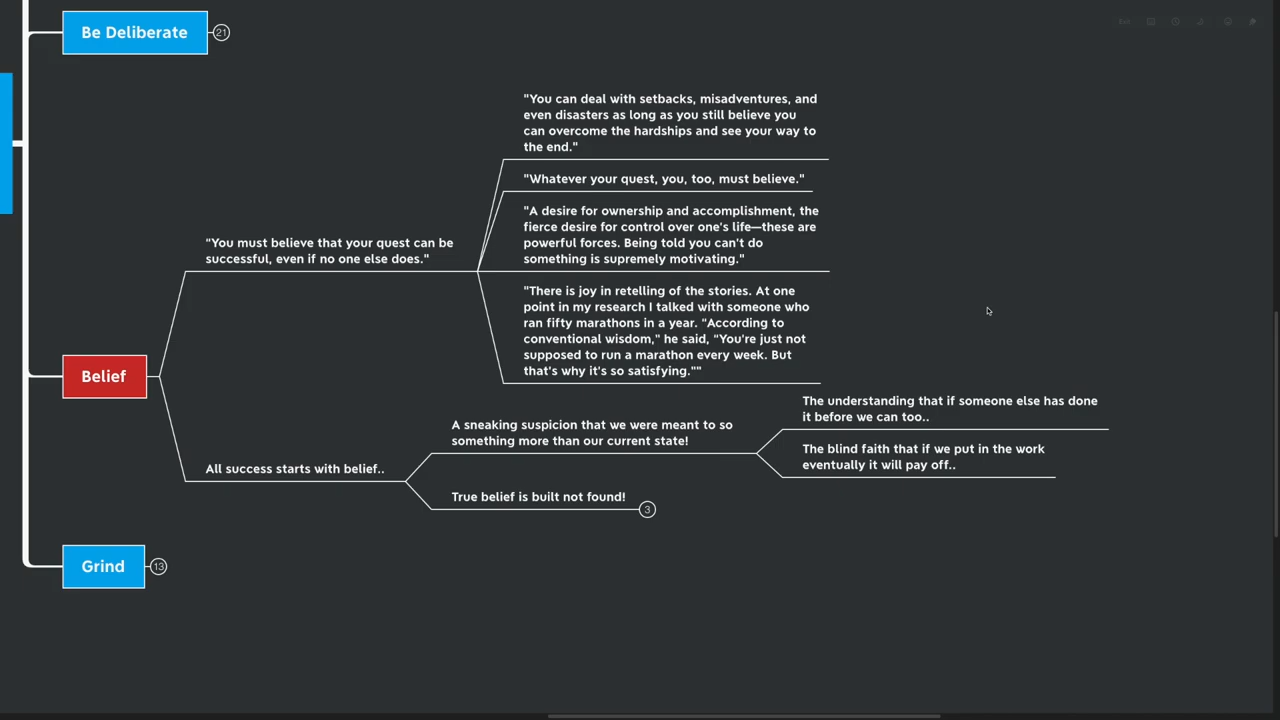 Be Deliberate
21
"You can deal with setbacks, misadventures, and
even disasters as long as you still believe you
can overcome the hardships and see your way to
the end."
"Whatever your quest, you, too, must believe."
"A desire for ownership and accomplishment, the
fierce desire for control over one's life—these are
powerful forces. Being told you can't do
something is supremely motivating."
"You must believe that your quest can be
successful, even if no one else does."
"There is joy in retelling of the stories. At one
point in my research I talked with someone who
ran fifty marathons in a year. "According to
conventional wisdom," he said, "You're just not
supposed to run a marathon every week. But
that's why it's so satisfying.""
Belief
All success starts with belief..
A sneaking suspicion that we were meant to so
something more than our current state!
The understanding that if someone else has done
it before we can too..
The blind faith that if we put in the work
eventually it will pay off..
True belief is built not found!
3
Grind
13